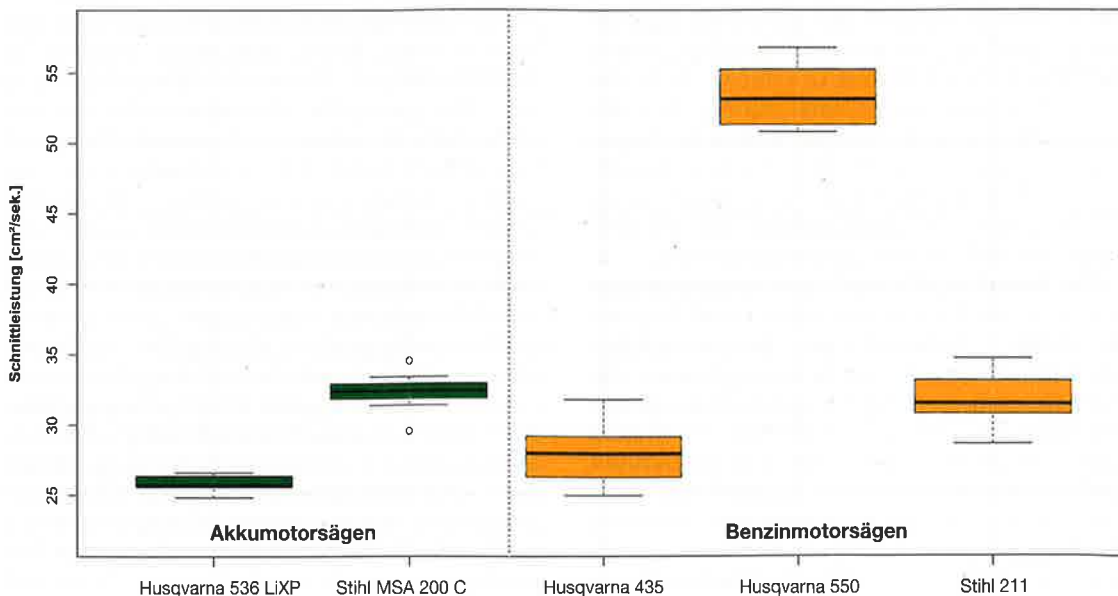 Schnittleistung [cm²/sek.]
55
50
45
40
35
30
25
Akkumotorsägen
Benzinmotorsägen
Husqvarna 536 LiXP
Stihl MSA 200 C
Husqvarna 435
Husqvarna 550
Stihl 211